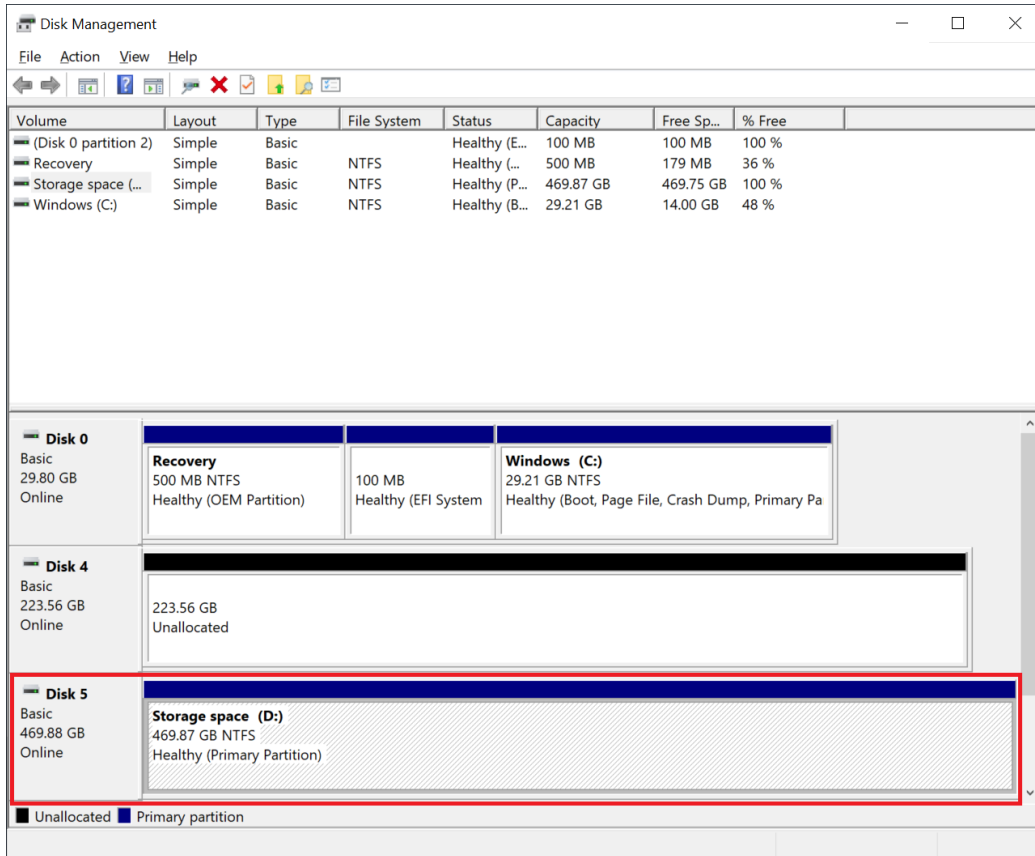 Disk Management
File Action View Help
Volume Layout Type File System Status Capacity Free Sp... % Free
(Disk 0 partition 2) Simple Basic Healthy (E... 100 MB 100 MB 100 %
Recovery Simple Basic NTFS Healthy (... 500 MB 179 MB 36 %
Storage space (... Simple Basic NTFS Healthy (P... 469.87 GB 469.75 GB 100 %
Windows (C:) Simple Basic NTFS Healthy (B... 29.21 GB 14.00 GB 48 %
Disk 0
Basic
29.80 GB
Online
Recovery
500 MB NTFS
Healthy (OEM Partition)
100 MB
Healthy (EFI System
Windows (C:)
29.21 GB NTFS
Healthy (Boot, Page File, Crash Dump, Primary Pa
Disk 4
Basic
223.56 GB
Online
223.56 GB
Unallocated
Disk 5
Basic
469.88 GB
Online
Storage space (D:)
469.87 GB NTFS
Healthy (Primary Partition)
Unallocated Primary partition